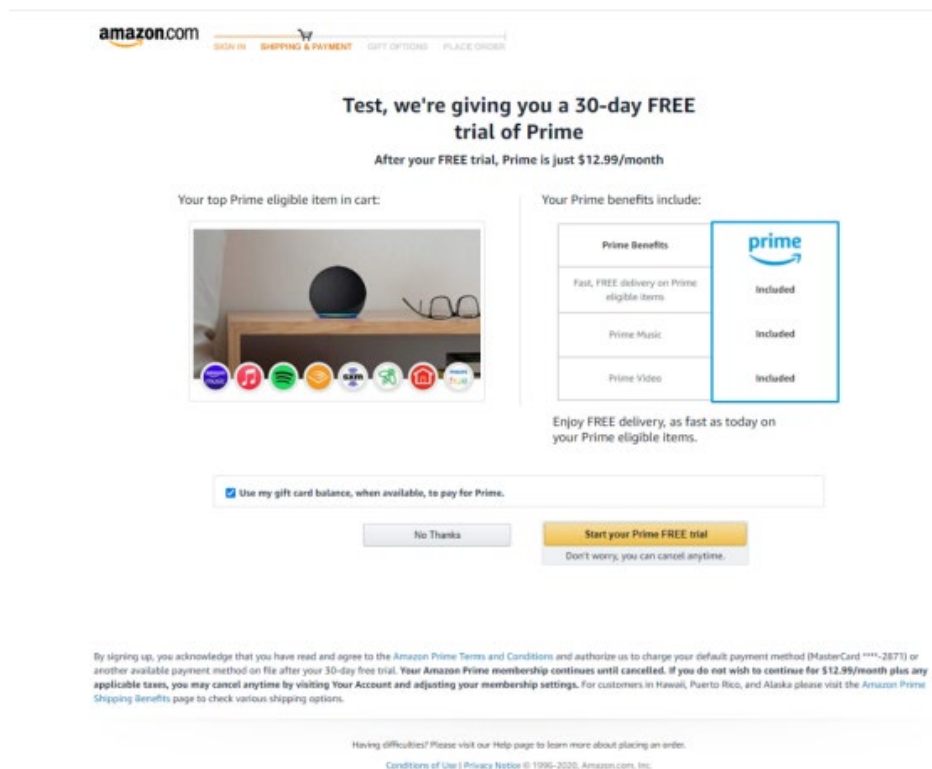 amazon.com
SIGN IN SHIPPING & PAYMENT GIFT OPTIONS PLACE ORDER
Test, we're giving you a 30-day FREE
trial of Prime
After your FREE trial, Prime is just $12.99/month
Your top Prime eligible item in cart:
Your Prime benefits include:
Prime Benefits
prime
Fast, FREE delivery on Prime
eligible items
Included
Prime Music
Included
Prime Video
Included
music
sxm
hue
Enjoy FREE delivery, as fast as today on
your Prime eligible items.
Use my gift card balance, when available, to pay for Prime.
No Thanks
Start your Prime FREE trial
Don't worry, you can cancel anytime.
By signing up, you acknowledge that you have read and agree to the Amazon Prime Terms and Conditions and authorize us to charge your default payment method (MasterCard ****-2871) or
another available payment method on file after your 30-day free trial. Your Amazon Prime membership continues until cancelled. If you do not wish to continue for $12.99/month plus any
applicable taxes, you may cancel anytime by visiting Your Account and adjusting your membership settings. For customers in Hawaii, Puerto Rico, and Alaska please visit the Amazon Prime
Shipping Benefits page to check various shipping options.
Having difficulties? Please visit our Help page to learn more about placing an order.
Conditions of Use | Privacy Notice © 1996-2020, Amazon.com, Inc.